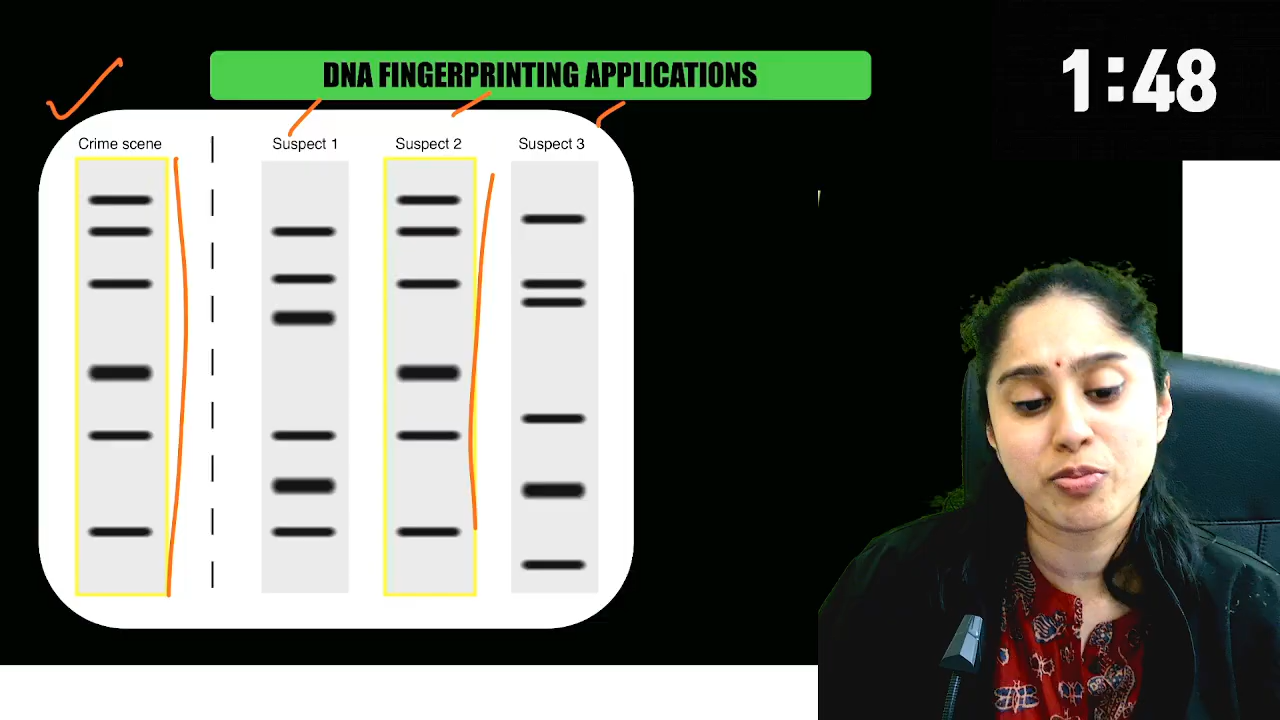 DNA FINGERPRINTING APPLICATIONS
1:48
Crime scene
Suspect 1
Suspect 2
Suspect 3